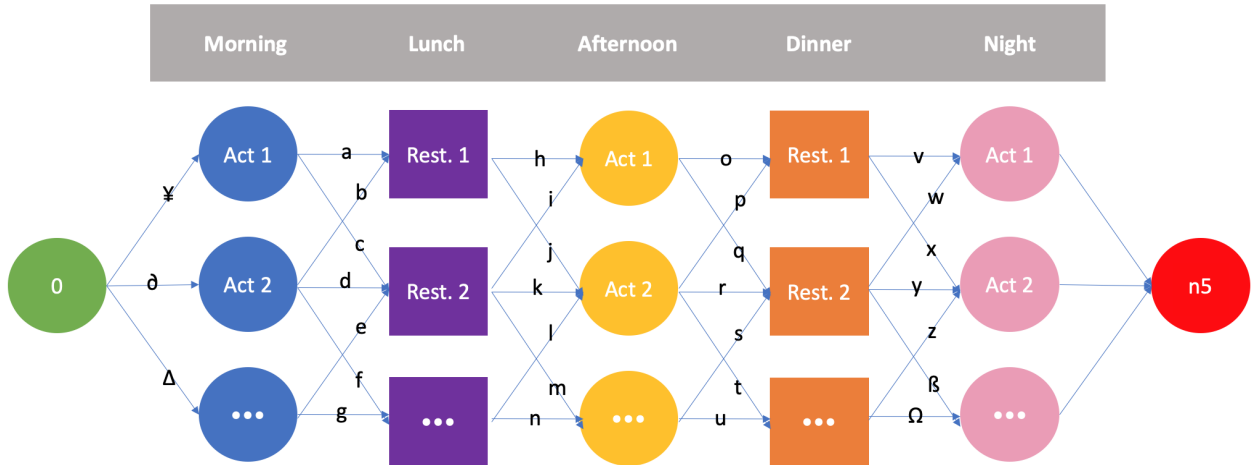 Morning Lunch Afternoon Dinner Night
Act 1 a Rest. 1 h Act 1 o Rest. 1 v Act 1
¥ b i p w
c j q x
0 ∂ Act 2 d Rest. 2 k Act 2 r Rest. 2 y Act 2 n5
e l s z
Δ f m t ß
••• g ••• n ••• u ••• Ω •••